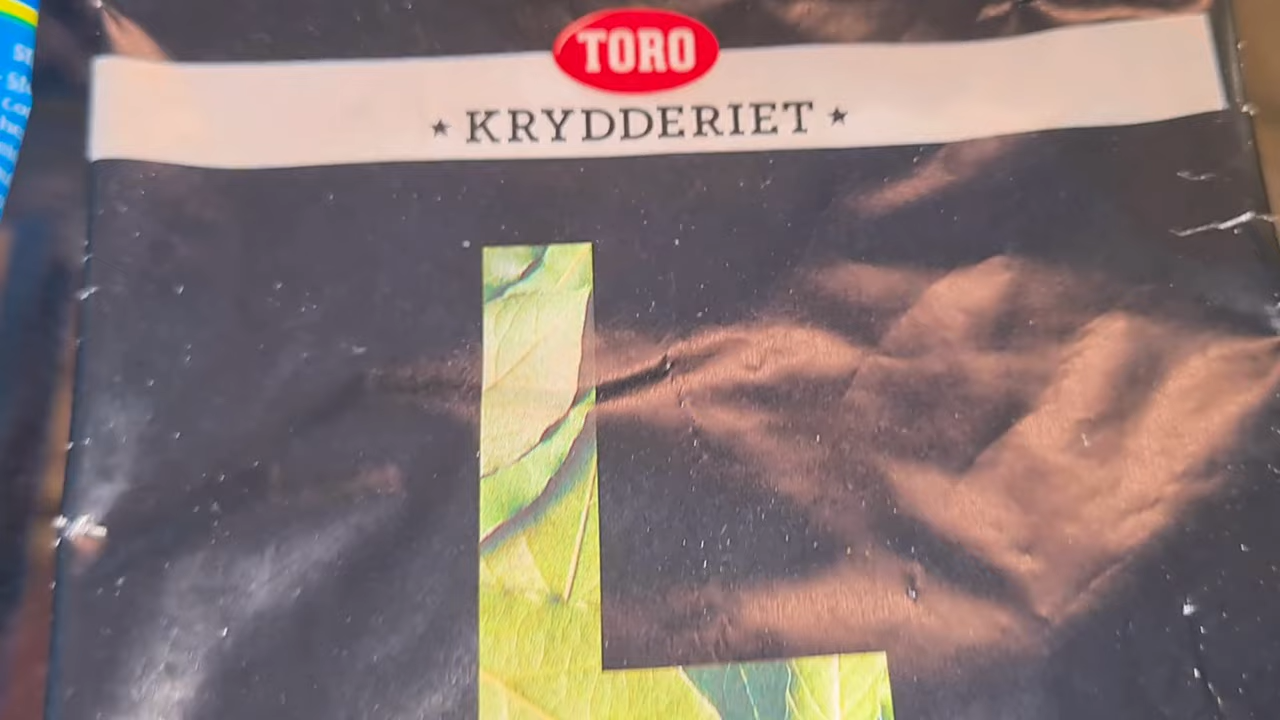 TORO
★ KRYDDERIET ★
L